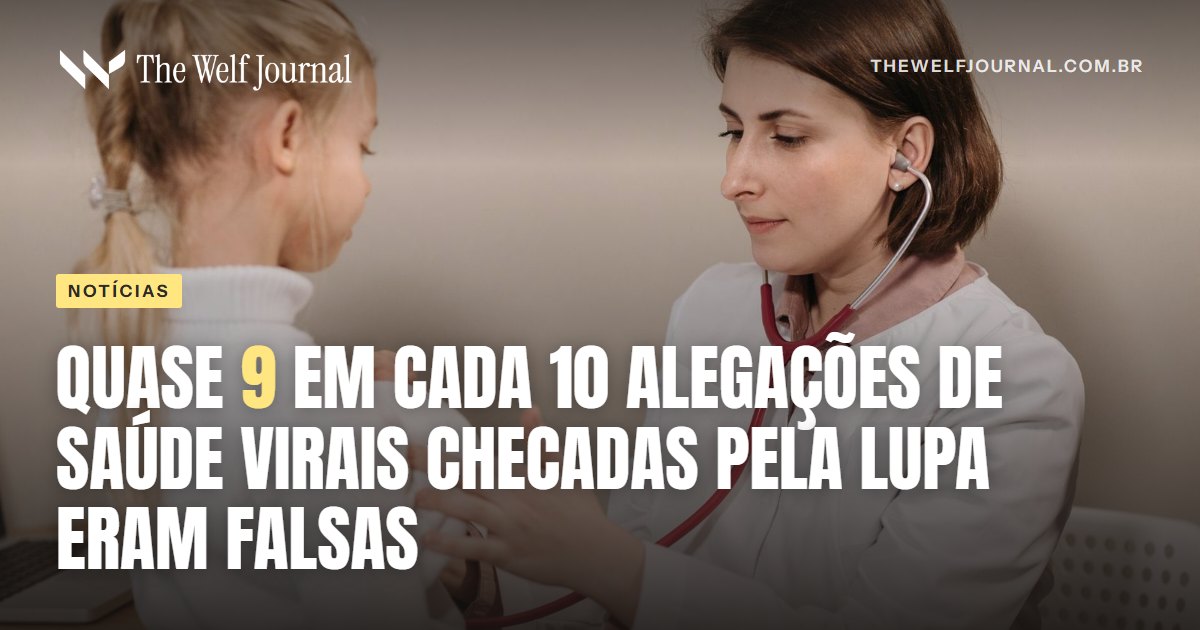 The Welf Journal
THEWELFJOURNAL.COM.BR
NOTÍCIAS
QUASE 9 EM CADA 10 ALEGAÇÕES DE
SAÚDE VIRAIS CHECADAS PELA LUPA
ERAM FALSAS